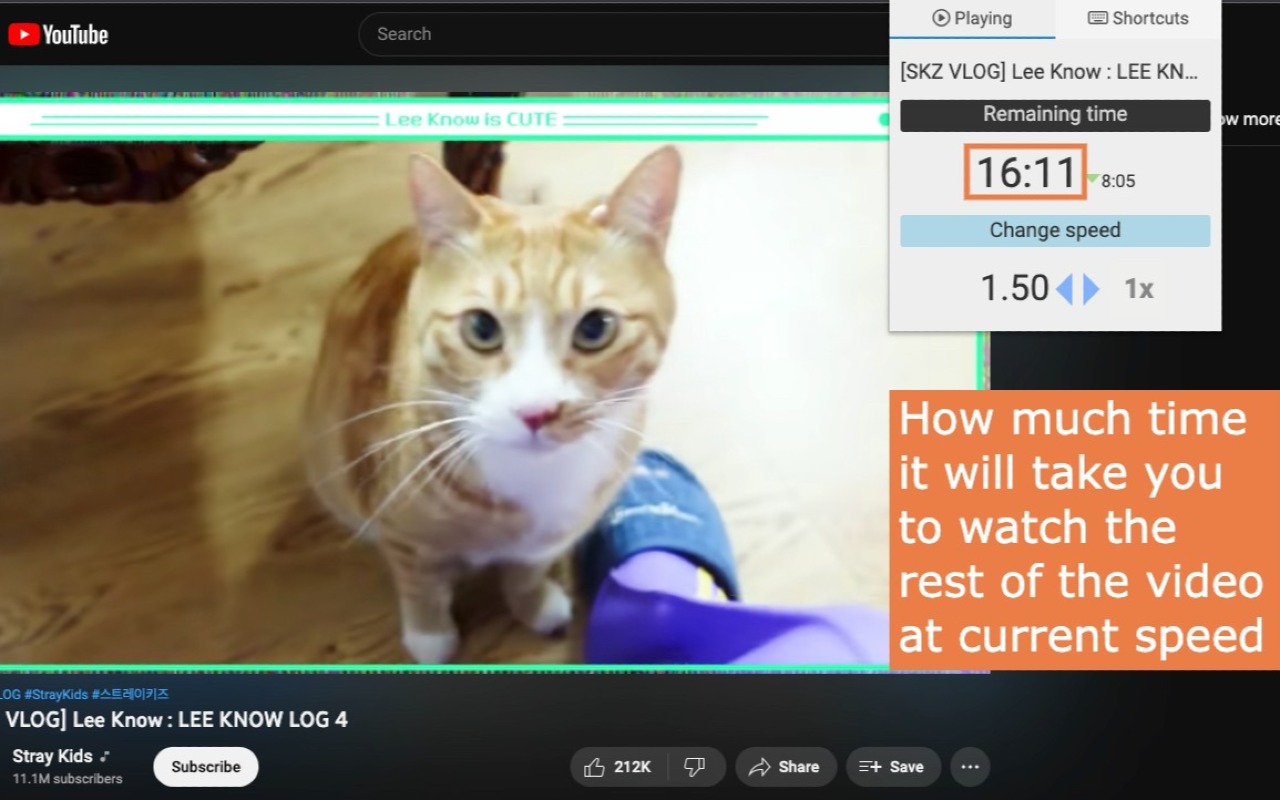 YouTube
Search
Playing
Shortcuts
[SKZ VLOG] Lee Know : LEE KN...
Lee Know is CUTE
Remaining time
ow more
16:11
8:05
Change speed
1.50
1x
How much time
it will take you
to watch the
rest of the video
at current speed
LOG #StrayKids #스트레이키즈
VLOG] Lee Know : LEE KNOW LOG 4
Stray Kids
11.1M subscribers
Subscribe
212K
Share
Save